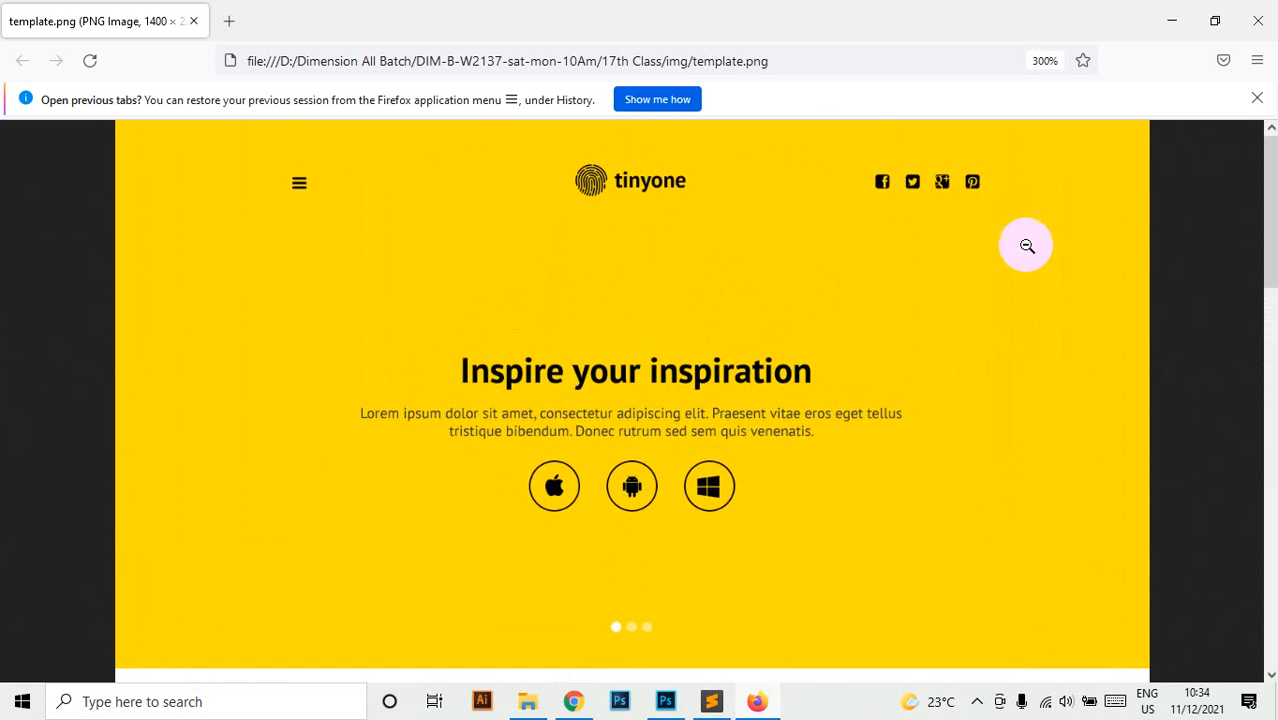 template.png (PNG Image, 1400 × 2
file:///D:/Dimension All Batch/DIM-B-W2137-sat-mon-10Am/17th Class/img/template.png
300%
Open previous tabs? You can restore your previous session from the Firefox application menu ☰, under History.
Show me how
tinyone
Inspire your inspiration
Lorem ipsum dolor sit amet, consectetur adipiscing elit. Praesent vitae eros eget tellus
tristique bibendum. Donec rutrum sed sem quis venenatis.
Type here to search
23°C
ENG
US
10:34
11/12/2021